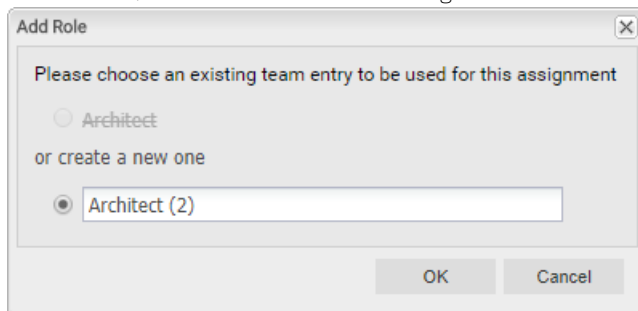 Add Role
Please choose an existing team entry to be used for this assignment
Architect
or create a new one
Architect (2)
OK Cancel